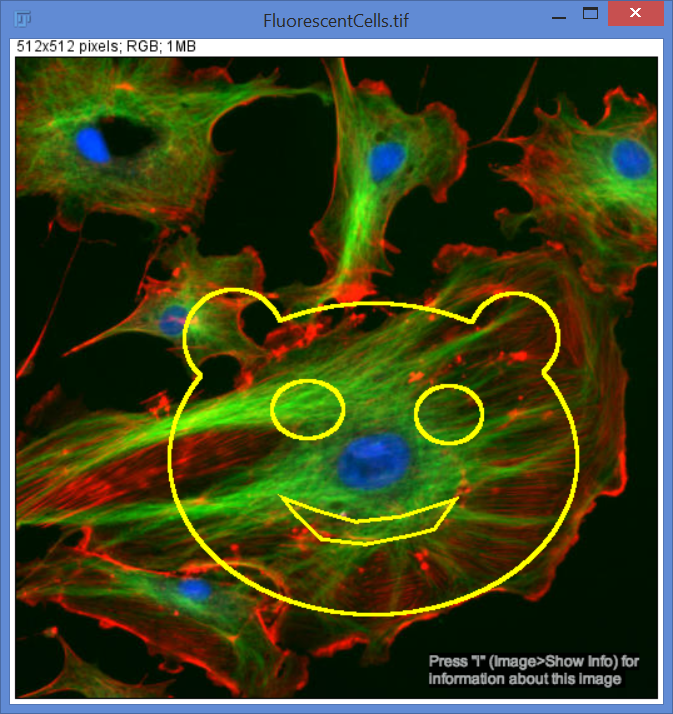 FluorescentCells.tif
512x512 pixels; RGB; 1MB
Press "I" (Image>Show Info) for
information about this image